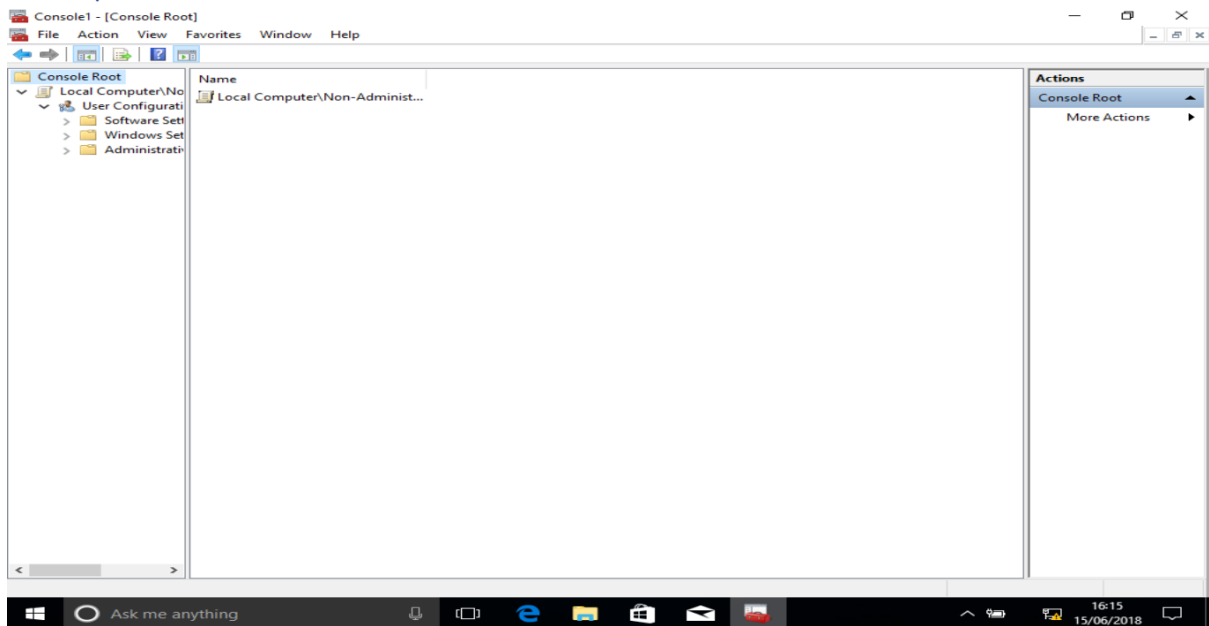 Console1 - [Console Root]
File Action View Favorites Window Help
Console Root
Local Computer\No
User Configurati
Software Sett
Windows Set
Administrativ
Name
Local Computer\Non-Administ...
Actions
Console Root
More Actions
Ask me anything
16:15
15/06/2018